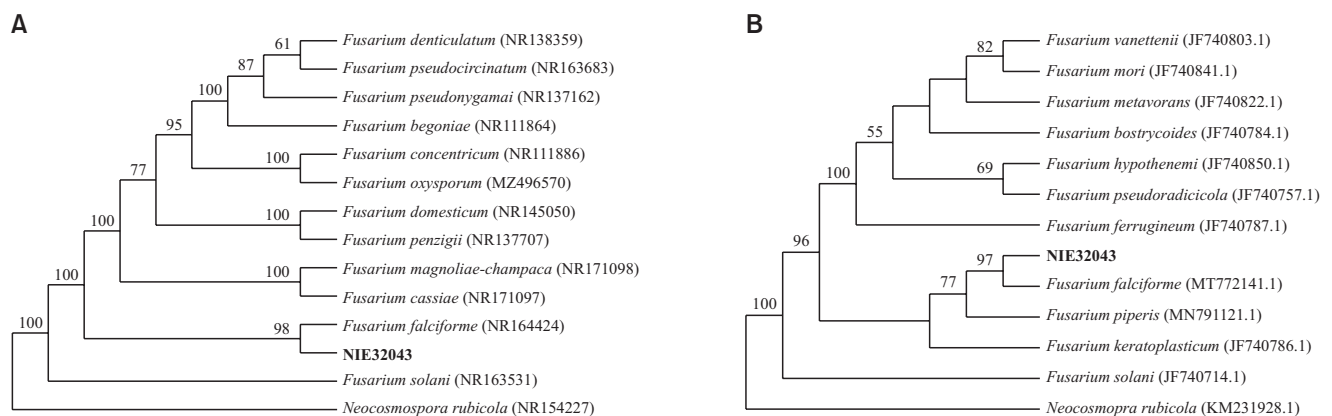 A
61
Fusarium denticulatum (NR138359)
87
Fusarium pseudocircinatum (NR163683)
100
Fusarium pseudonygamai (NR137162)
95
Fusarium begoniae (NR111864)
100
Fusarium concentricum (NR111886)
77
Fusarium oxysporum (MZ496570)
100
Fusarium domesticum (NR145050)
100
Fusarium penzigii (NR137707)
100
Fusarium magnoliae-champaca (NR171098)
100
Fusarium cassiae (NR171097)
98
Fusarium falciforme (NR164424)
100
NIE32043
Fusarium solani (NR163531)
Neocosmospora rubicola (NR154227)
B
82
Fusarium vanettenii (JF740803.1)
Fusarium mori (JF740841.1)
Fusarium metavorans (JF740822.1)
55
Fusarium bostrycoides (JF740784.1)
69
Fusarium hypothenemi (JF740850.1)
100
Fusarium pseudoradicicola (JF740757.1)
Fusarium ferrugineum (JF740787.1)
96
97
NIE32043
77
Fusarium falciforme (MT772141.1)
100
Fusarium piperis (MN791121.1)
Fusarium keratoplasticum (JF740786.1)
Fusarium solani (JF740714.1)
Neocosmopra rubicola (KM231928.1)